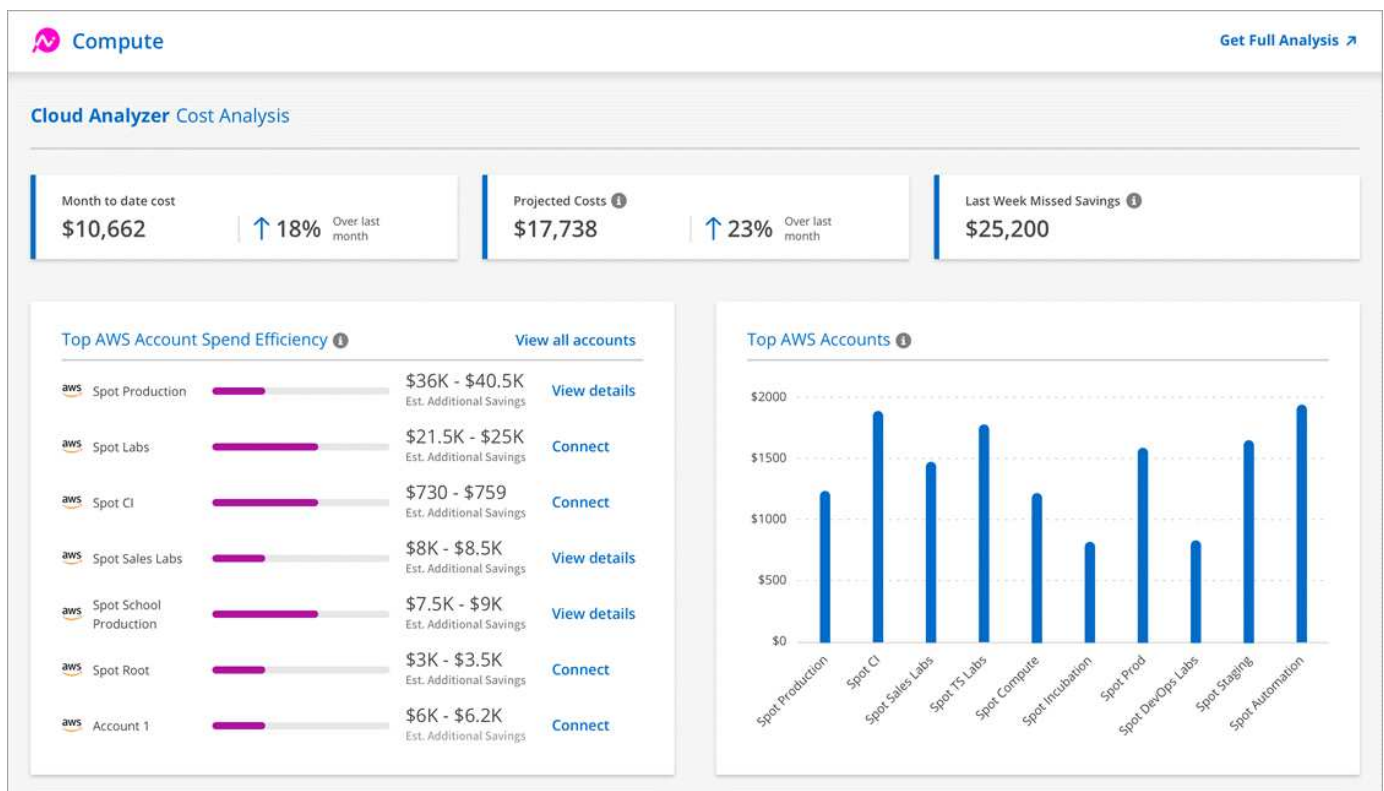 Compute
Get Full Analysis
Cloud Analyzer Cost Analysis
Month to date cost
$10,662
18%
Over last
month
Projected Costs
$17,738
23%
Over last
month
Last Week Missed Savings
$25,200
Top AWS Account Spend Efficiency
View all accounts
aws Spot Production
$36K - $40.5K
Est. Additional Savings
View details
aws Spot Labs
$21.5K - $25K
Est. Additional Savings
Connect
aws Spot CI
$730 - $759
Est. Additional Savings
Connect
aws Spot Sales Labs
$8K - $8.5K
Est. Additional Savings
View details
aws Spot School
Production
$7.5K - $9K
Est. Additional Savings
View details
aws Spot Root
$3K - $3.5K
Est. Additional Savings
Connect
aws Account 1
$6K - $6.2K
Est. Additional Savings
Connect
Top AWS Accounts
$2000
$1500
$1000
$500
$0
Spot Production
Spot CI
Spot Sales Labs
Spot TS Labs
Spot Compute
Spot Incubation
Spot Prod
Spot DevOps Labs
Spot Staging
Spot Automation